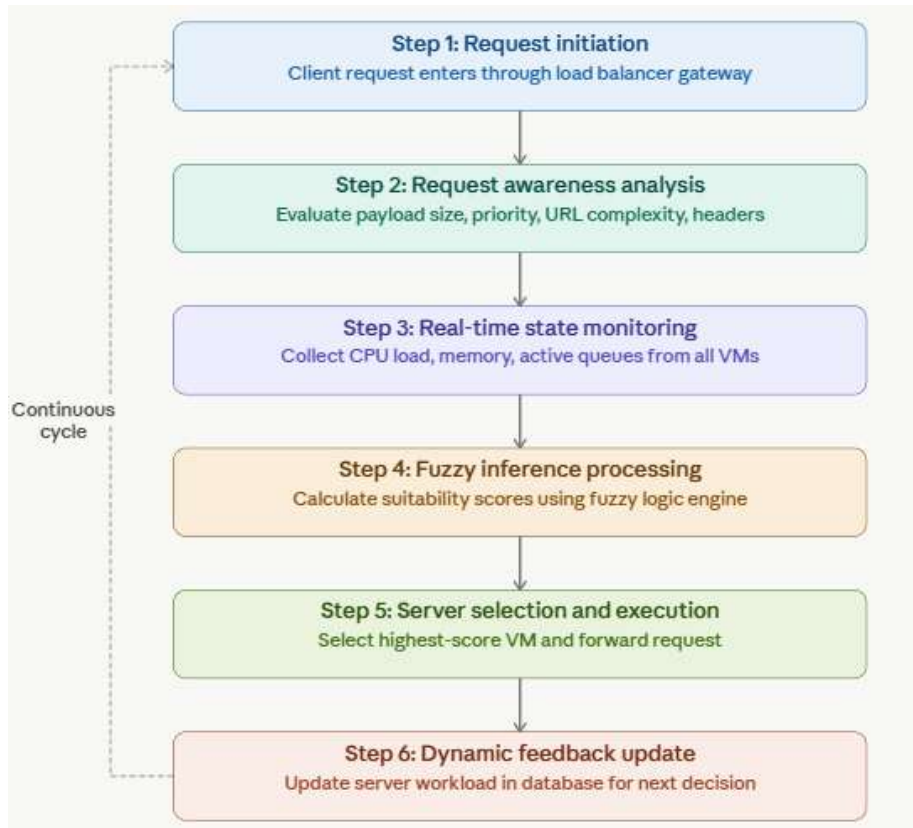 Step 1: Request initiation
Client request enters through load balancer gateway
Step 2: Request awareness analysis
Evaluate payload size, priority, URL complexity, headers
Step 3: Real-time state monitoring
Collect CPU load, memory, active queues from all VMs
Continuous
cycle
Step 4: Fuzzy inference processing
Calculate suitability scores using fuzzy logic engine
Step 5: Server selection and execution
Select highest-score VM and forward request
Step 6: Dynamic feedback update
Update server workload in database for next decision